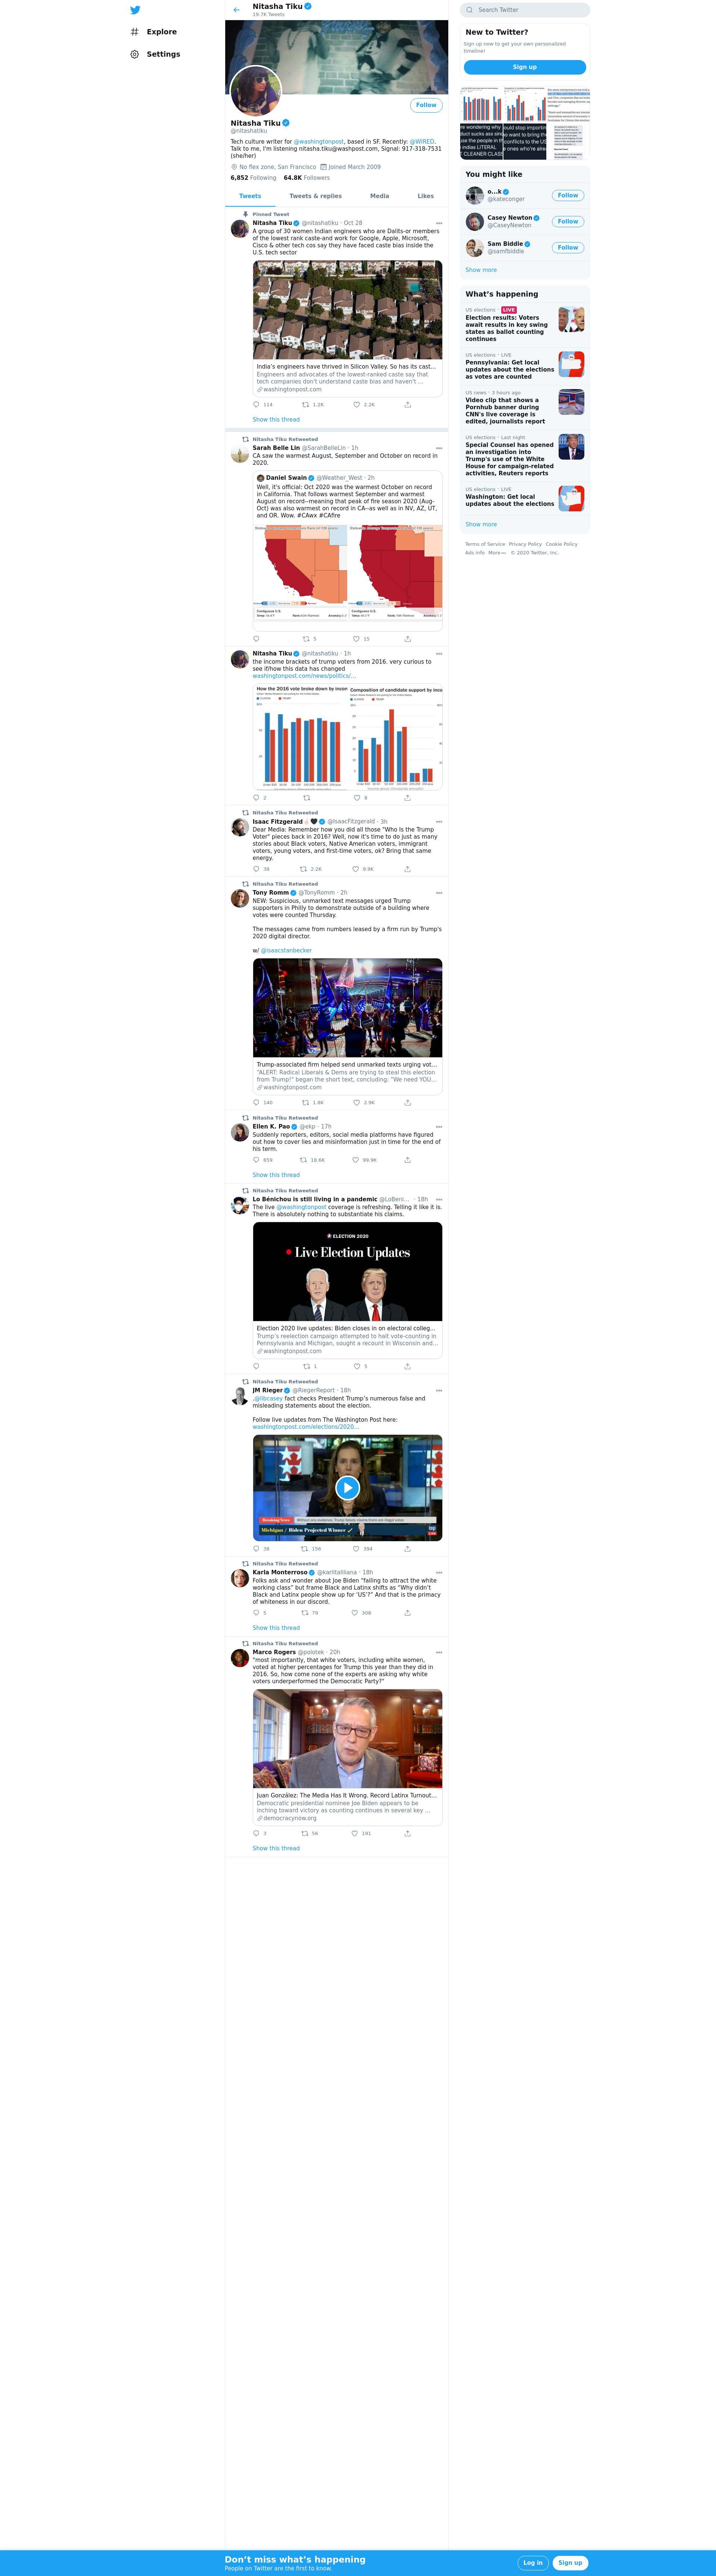 Nitasha Tiku
19.7K Tweets
Search Twitter
Explore
Settings
New to Twitter?
Sign up now to get your own personalized
timeline!
Sign up
Follow
Nitasha Tiku
@nitashatiku
Tech culture writer for @washingtonpost, based in SF. Recently: @WIRED.
Talk to me, I'm listening nitasha.tiku@washpost.com, Signal: 917-318-7531
(she/her)
No flex zone, San Francisco Joined March 2009
6,852 Following 64.8K Followers
Tweets Tweets & replies Media Likes
Pinned Tweet
Nitasha Tiku @nitashatiku · Oct 28
A group of 30 women Indian engineers who are Dalits-or members
of the lowest rank caste-and work for Google, Apple, Microsoft,
Cisco & other tech cos say they have faced caste bias inside the
U.S. tech sector
India's engineers have thrived in Silicon Valley. So has its cast…
Engineers and advocates of the lowest-ranked caste say that
tech companies don't understand caste bias and haven't …
washingtonpost.com
114 1.2K 2.2K
Show this thread
Nitasha Tiku Retweeted
Sarah Belle Lin @SarahBelleLin · 1h
CA saw the warmest August, September and October on record in
2020.
Daniel Swain @Weather_West · 2h
Well, it's official: Oct 2020 was the warmest October on record
in California. That follows warmest September and warmest
August on record--meaning that peak of fire season 2020 (Aug-
Oct) was also warmest on record in CA--as well as in NV, AZ, UT,
and OR. Wow. #CAwx #CAfire
5 15
Nitasha Tiku @nitashatiku · 1h
the income brackets of trump voters from 2016. very curious to
see if/how this data has changed
washingtonpost.com/news/politics/…
How the 2016 vote broke down by incom
Composition of candidate support by inco
2 8
Nitasha Tiku Retweeted
Isaac Fitzgerald @IsaacFitzgerald · 3h
Dear Media: Remember how you did all those "Who Is the Trump
Voter" pieces back in 2016? Well, now it's time to do just as many
stories about Black voters, Native American voters, immigrant
voters, young voters, and first-time voters, ok? Bring that same
energy.
38 2.2K 9.9K
Nitasha Tiku Retweeted
Tony Romm @TonyRomm · 2h
NEW: Suspicious, unmarked text messages urged Trump
supporters in Philly to demonstrate outside of a building where
votes were counted Thursday.
The messages came from numbers leased by a firm run by Trump's
2020 digital director.
w/ @isaacstanbecker
Trump-associated firm helped send unmarked texts urging vot…
"ALERT: Radical Liberals & Dems are trying to steal this election
from Trump!" began the short text, concluding: "We need YOU…
washingtonpost.com
140 1.8K 2.9K
Nitasha Tiku Retweeted
Ellen K. Pao @ekp · 17h
Suddenly reporters, editors, social media platforms have figured
out how to cover lies and misinformation just in time for the end of
his term.
659 18.6K 99.9K
Show this thread
Nitasha Tiku Retweeted
Lo Bénichou is still living in a pandemic @LoBeni… · 18h
The live @washingtonpost coverage is refreshing. Telling it like it is.
There is absolutely nothing to substantiate his claims.
ELECTION 2020
Live Election Updates
Election 2020 live updates: Biden closes in on electoral colleg…
Trump's reelection campaign attempted to halt vote-counting in
Pennsylvania and Michigan, sought a recount in Wisconsin and…
washingtonpost.com
1 5
Nitasha Tiku Retweeted
JM Rieger @RiegerReport · 18h
.@libcasey fact checks President Trump's numerous false and
misleading statements about the election.
Follow live updates from The Washington Post here:
washingtonpost.com/elections/2020…
Breaking News
Without any evidence, Trump falsely claims there are illegal votes
Michigan / Biden Projected Winner
38 156 394
Nitasha Tiku Retweeted
Karla Monterroso @karlitaliliana · 18h
Folks ask and wonder about Joe Biden "failing to attract the white
working class" but frame Black and Latinx shifts as "Why didn't
Black and Latinx people show up for 'US'?" And that is the primacy
of whiteness in our discord.
5 79 308
Show this thread
Nitasha Tiku Retweeted
Marco Rogers @polotek · 20h
"most importantly, that white voters, including white women,
voted at higher percentages for Trump this year than they did in
2016. So, how come none of the experts are asking why white
voters underperformed the Democratic Party?"
Juan González: The Media Has It Wrong. Record Latinx Turnout…
Democratic presidential nominee Joe Biden appears to be
inching toward victory as counting continues in several key …
democracynow.org
3 56 191
Show this thread
You might like
o...k
@kateconger
Follow
Casey Newton
@CaseyNewton
Follow
Sam Biddle
@samfbiddle
Follow
Show more
What's happening
US elections · LIVE
Election results: Voters
await results in key swing
states as ballot counting
continues
US elections · LIVE
Pennsylvania: Get local
updates about the elections
as votes are counted
US news · 3 hours ago
Video clip that shows a
Pornhub banner during
CNN's live coverage is
edited, journalists report
US elections · Last night
Special Counsel has opened
an investigation into
Trump's use of the White
House for campaign-related
activities, Reuters reports
US elections · LIVE
Washington: Get local
updates about the elections
Show more
Terms of Service Privacy Policy Cookie Policy
Ads info More © 2020 Twitter, Inc.
Don't miss what's happening
People on Twitter are the first to know.
Log in
Sign up